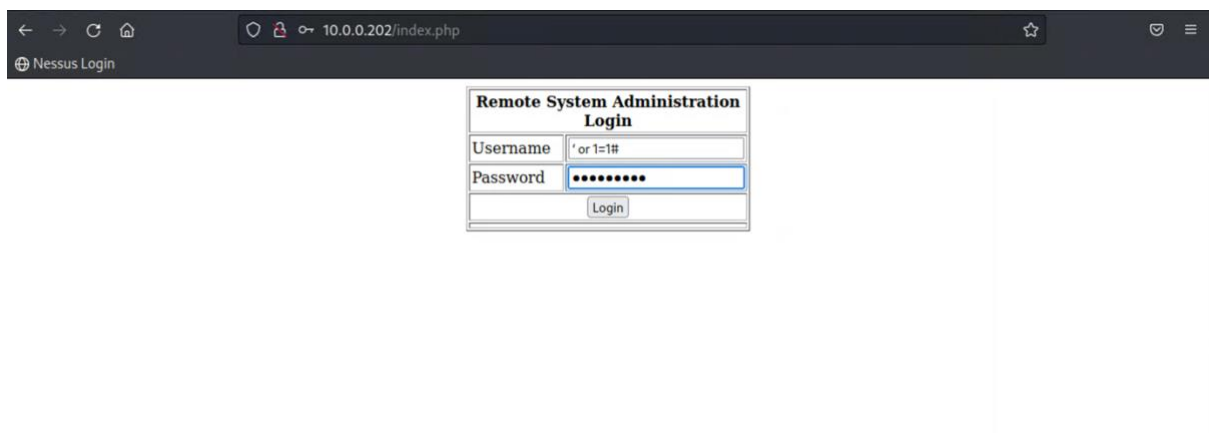 10.0.0.202/index.php
Nessus Login
Remote System Administration
Login
Username ' or 1=1#
Password •••••••••
Login